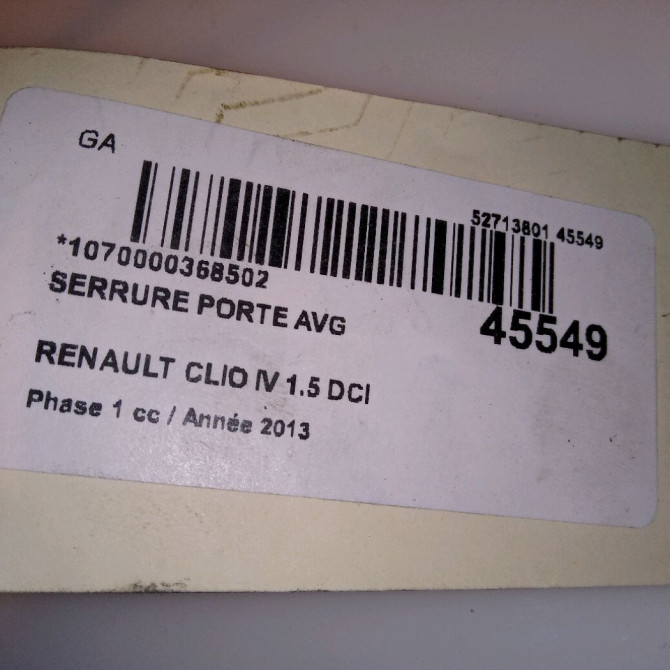 GA
52713801 45549
*1070000368502
SERRURE PORTE AVG
45549
RENAULT CLIO IV 1.5 DCI
Phase 1 cc / Année 2013